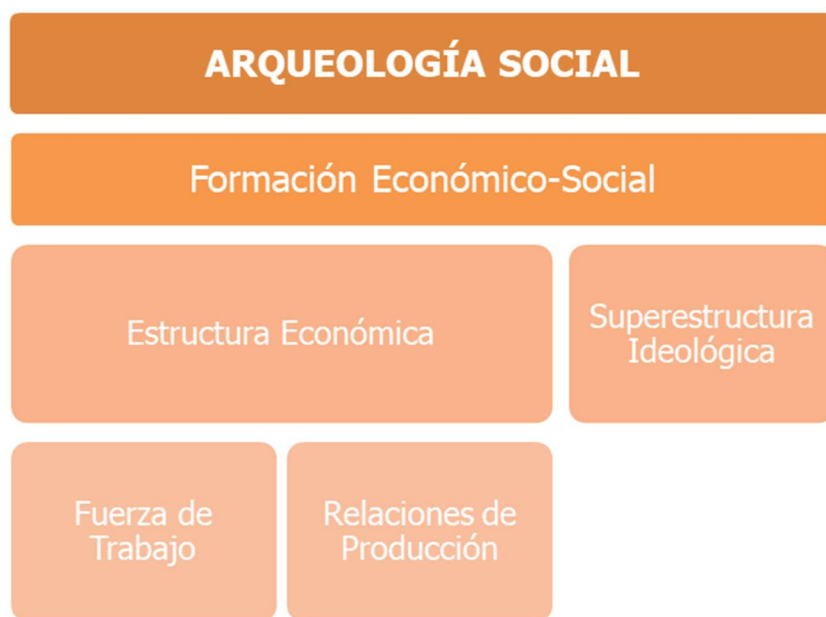 ARQUEOLOGÍA SOCIAL
Formación Económico-Social
Estructura Económica
Superestructura
Ideológica
Fuerza de
Trabajo
Relaciones de
Producción